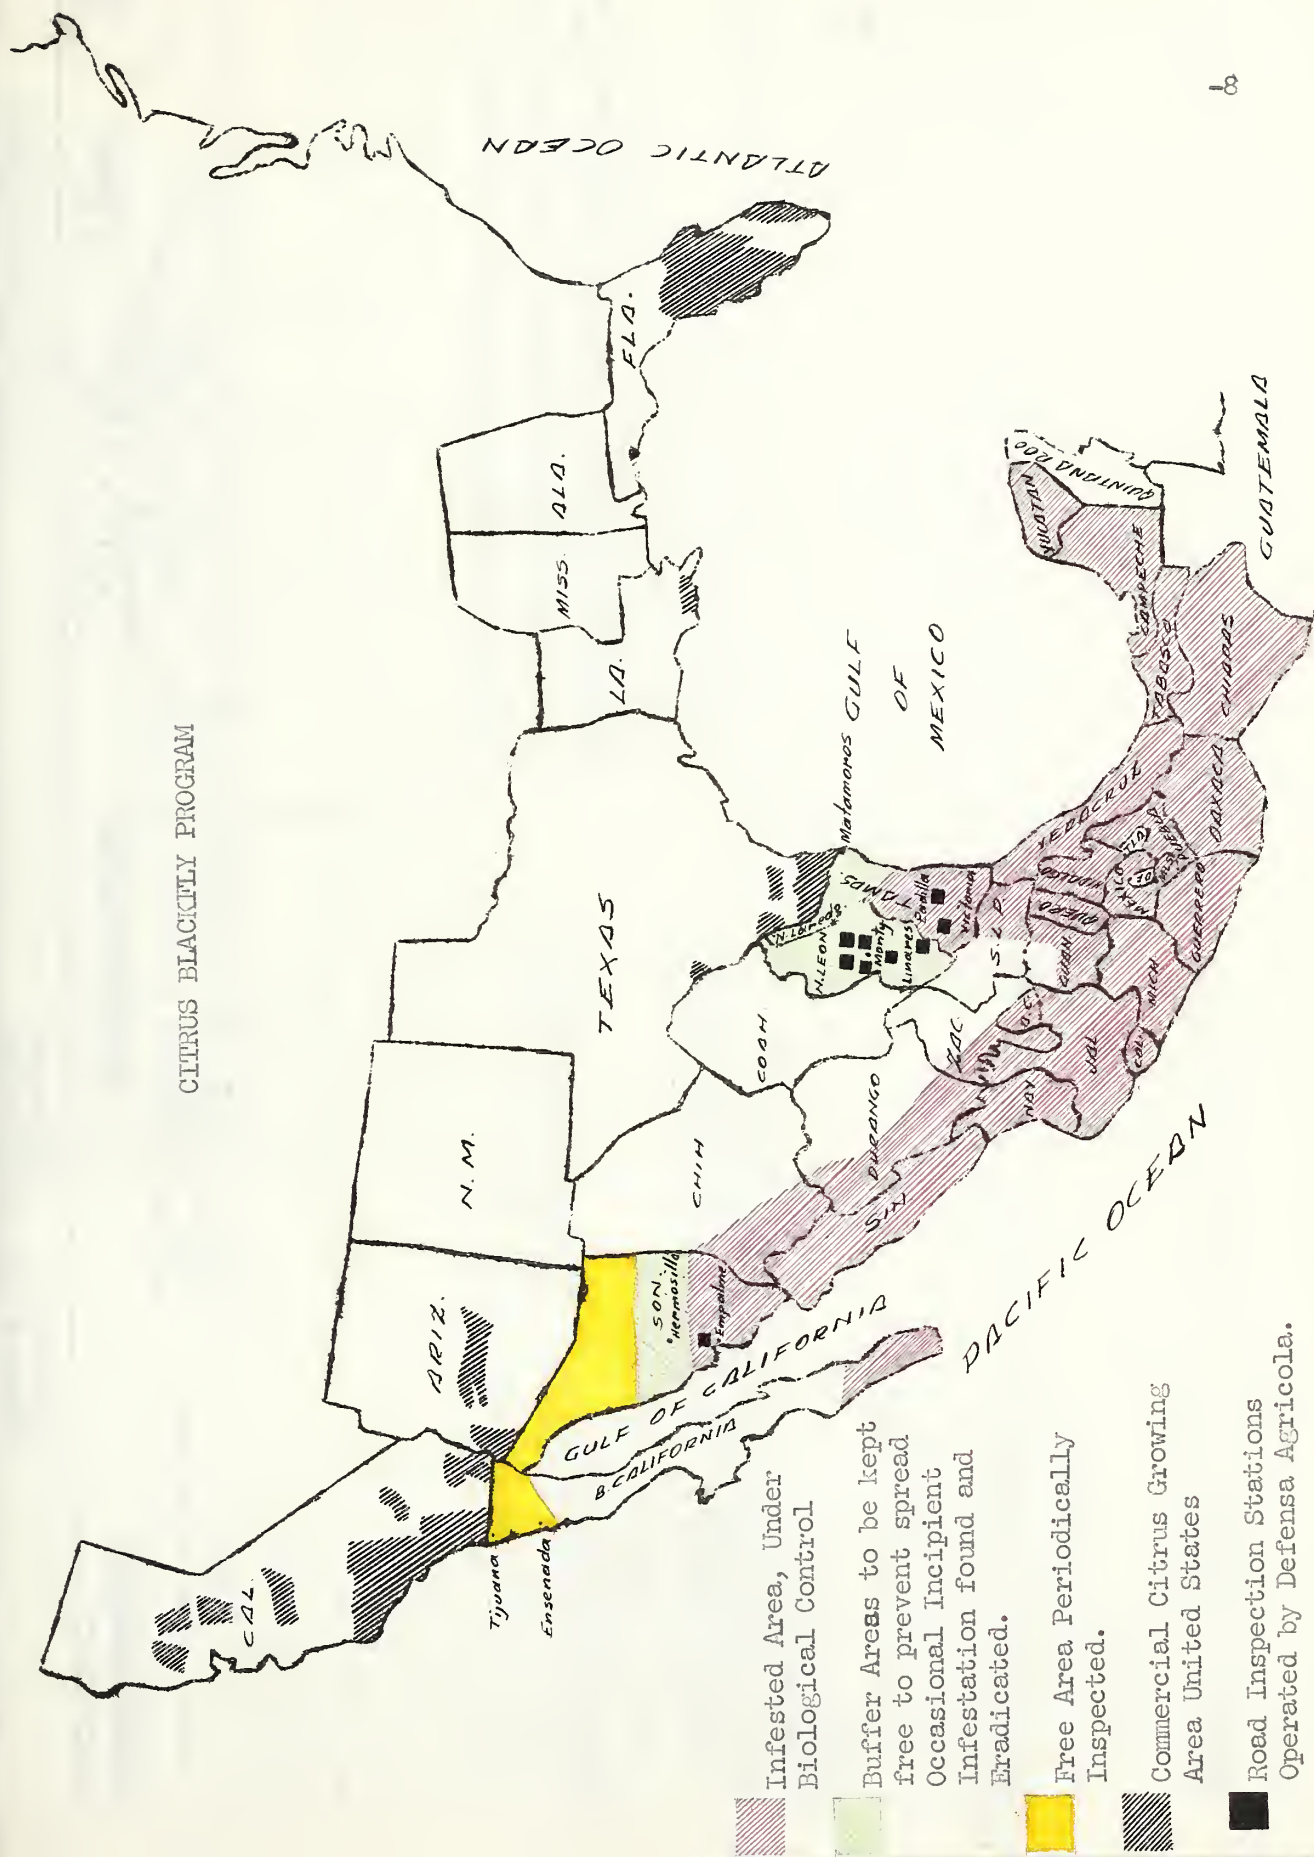 CITRUS BLACKFLY PROGRAM
CAL.
ARIZ.
N. M.
TEXAS
LA.
MISS.
ALA.
FLA.
ATLANTIC OCEAN
Tijuana
Ensenada
B. CALIFORNIA
GULF OF CALIFORNIA
SON.
Hermosillo
Empalme
CHIH
COAH
N. LEON
N. Laredo
TAMPS.
Matamoros
GULF
OF
MEXICO
Monty
Linares
Padilla
Victoria
DURANGO
SIN
ZAC.
S. L. P.
NAY
JAL
COL.
MICH
GUAN
QUERO
HIDALGO
MEXICO
VERACRUZ
GUERRERO
OAXACA
TABASCO
CHIAPAS
CAMPECHE
YUCATAN
QUINTANA ROO
GUATEMALA
PACIFIC OCEAN
Infested Area, Under
Biological Control
Buffer Areas to be kept
free to prevent spread
Occasional Incipient
Infestation found and
Eradicated.
Free Area Periodically
Inspected.
Commercial Citrus Growing
Area United States
Road Inspection Stations
Operated by Defensa Agricola.
-8